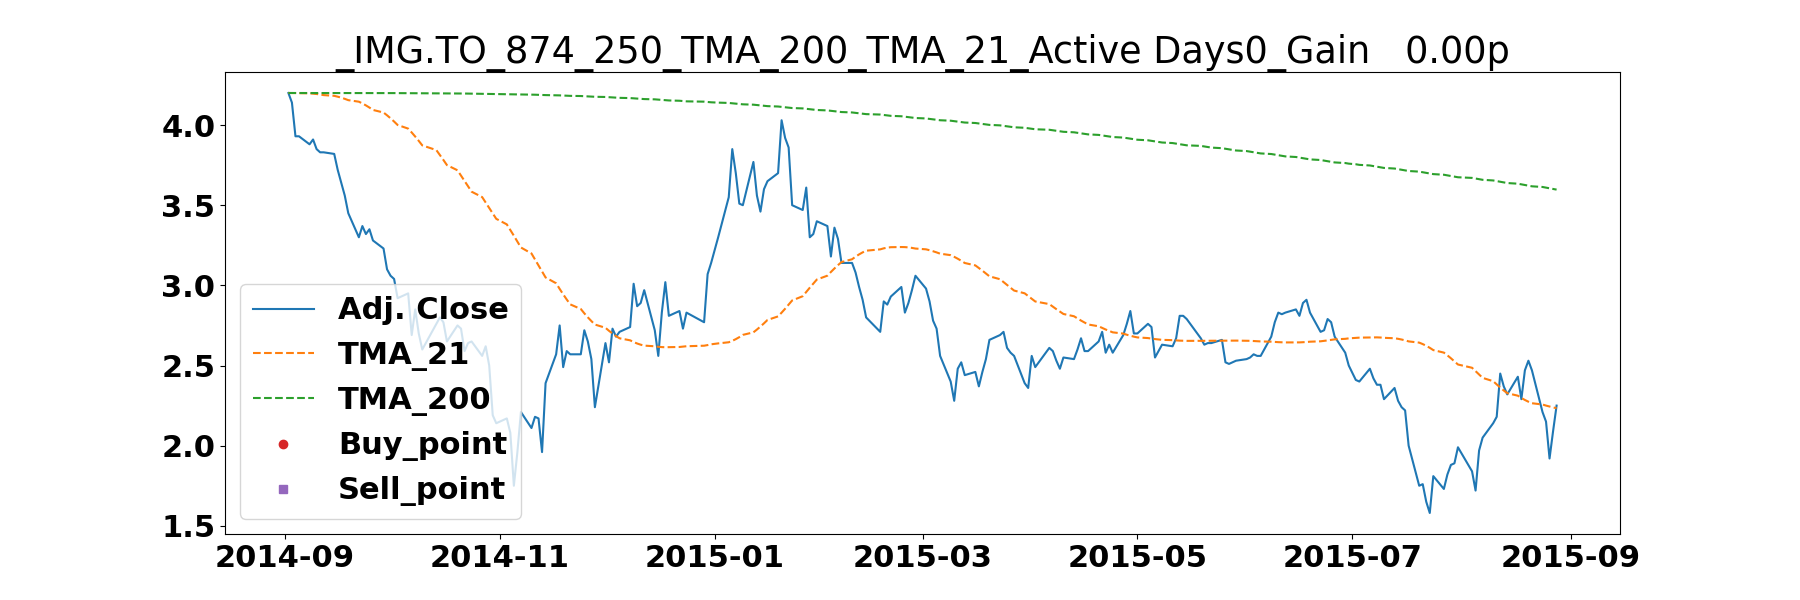 _IMG.TO_874_250_TMA_200_TMA_21_Active Days0_Gain   0.00p
4.0
3.5
3.0
2.5
2.0
1.5
Adj. Close
TMA_21
TMA_200
Buy_point
Sell_point
2014-09 2014-11 2015-01 2015-03 2015-05 2015-07 2015-09